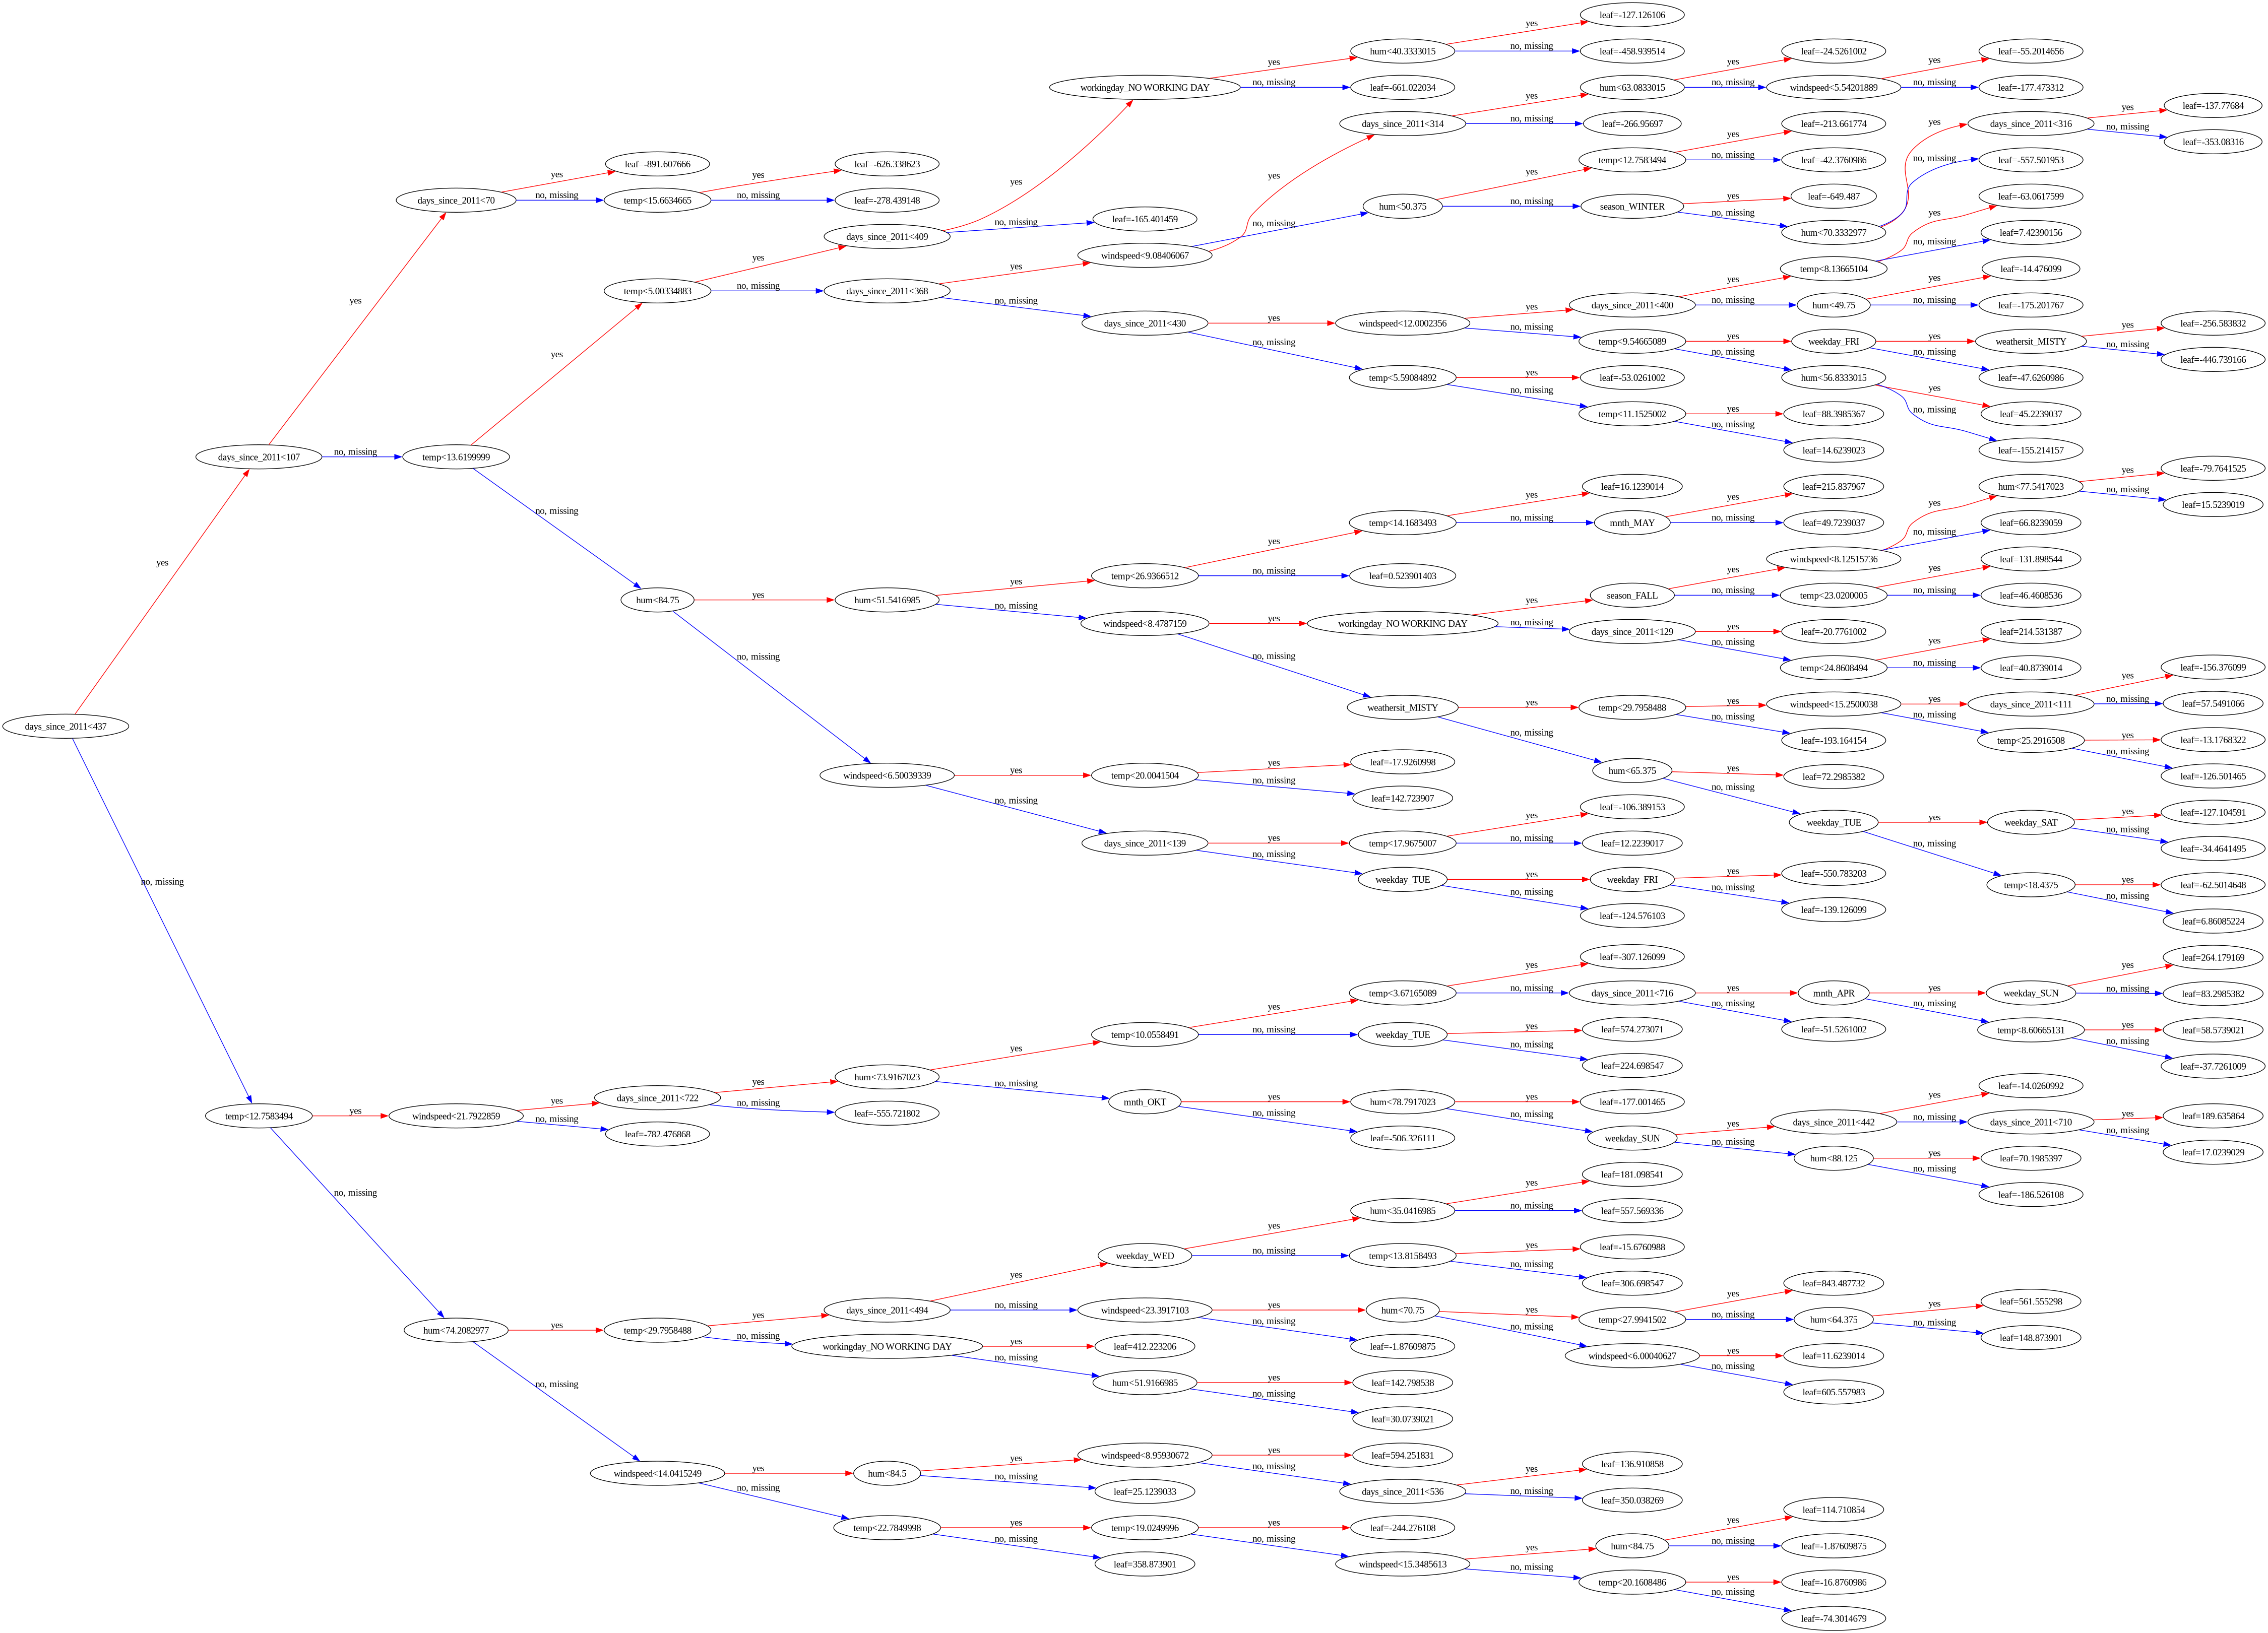 days_since_2011<437
yes
days_since_2011<107
yes
days_since_2011<70
yes
leaf=-891.607666
no, missing
temp<15.6634665
yes
leaf=-626.338623
no, missing
leaf=-278.439148
no, missing
temp<13.6199999
yes
temp<5.00334883
yes
days_since_2011<409
yes
workingday_NO WORKING DAY
yes
hum<40.3333015
yes
leaf=-127.126106
no, missing
leaf=-458.939514
no, missing
leaf=-661.022034
no, missing
leaf=-165.401459
no, missing
days_since_2011<368
yes
windspeed<9.08406067
yes
days_since_2011<314
yes
hum<63.0833015
yes
leaf=-24.5261002
no, missing
windspeed<5.54201889
yes
leaf=-55.2014656
no, missing
leaf=-177.473312
no, missing
leaf=-266.95697
no, missing
hum<50.375
yes
temp<12.7583494
yes
leaf=-213.661774
no, missing
leaf=-42.3760986
no, missing
season_WINTER
yes
leaf=-649.487
no, missing
hum<70.3332977
yes
days_since_2011<316
yes
leaf=-137.77684
no, missing
leaf=-353.08316
no, missing
leaf=-557.501953
no, missing
days_since_2011<430
yes
windspeed<12.0002356
yes
days_since_2011<400
yes
temp<8.13665104
yes
leaf=-63.0617599
no, missing
leaf=7.42390156
no, missing
hum<49.75
yes
leaf=-14.476099
no, missing
leaf=-175.201767
no, missing
temp<9.54665089
yes
weekday_FRI
yes
weathersit_MISTY
yes
leaf=-256.583832
no, missing
leaf=-446.739166
no, missing
leaf=-47.6260986
no, missing
hum<56.8333015
yes
leaf=45.2239037
no, missing
leaf=-155.214157
no, missing
temp<5.59084892
yes
leaf=-53.0261002
no, missing
temp<11.1525002
yes
leaf=88.3985367
no, missing
leaf=14.6239023
no, missing
hum<84.75
yes
hum<51.5416985
yes
temp<26.9366512
yes
temp<14.1683493
yes
leaf=16.1239014
no, missing
mnth_MAY
yes
leaf=215.837967
no, missing
leaf=49.7239037
no, missing
leaf=0.523901403
no, missing
windspeed<8.4787159
yes
workingday_NO WORKING DAY
yes
season_FALL
yes
windspeed<8.12515736
yes
hum<77.5417023
yes
leaf=-79.7641525
no, missing
leaf=15.5239019
no, missing
leaf=66.8239059
no, missing
temp<23.0200005
yes
leaf=131.898544
no, missing
leaf=46.4608536
no, missing
days_since_2011<129
yes
leaf=-20.7761002
no, missing
temp<24.8608494
yes
leaf=214.531387
no, missing
leaf=40.8739014
no, missing
weathersit_MISTY
yes
temp<29.7958488
yes
windspeed<15.2500038
yes
days_since_2011<111
yes
leaf=-156.376099
no, missing
leaf=57.5491066
no, missing
temp<25.2916508
yes
leaf=-13.1768322
no, missing
leaf=-126.501465
no, missing
leaf=-193.164154
no, missing
hum<65.375
yes
leaf=72.2985382
no, missing
weekday_TUE
yes
weekday_SAT
yes
leaf=-127.104591
no, missing
leaf=-34.4641495
no, missing
temp<18.4375
yes
leaf=-62.5014648
no, missing
leaf=6.86085224
no, missing
windspeed<6.50039339
yes
temp<20.0041504
yes
leaf=-17.9260998
no, missing
leaf=142.723907
no, missing
days_since_2011<139
yes
temp<17.9675007
yes
leaf=-106.389153
no, missing
leaf=12.2239017
no, missing
weekday_TUE
yes
weekday_FRI
yes
leaf=-550.783203
no, missing
leaf=-139.126099
no, missing
leaf=-124.576103
no, missing
temp<12.7583494
yes
windspeed<21.7922859
yes
days_since_2011<722
yes
hum<73.9167023
yes
temp<10.0558491
yes
temp<3.67165089
yes
leaf=-307.126099
no, missing
days_since_2011<716
yes
mnth_APR
yes
weekday_SUN
yes
leaf=264.179169
no, missing
leaf=83.2985382
no, missing
temp<8.60665131
yes
leaf=58.5739021
no, missing
leaf=-37.7261009
no, missing
leaf=-51.5261002
no, missing
weekday_TUE
yes
leaf=574.273071
no, missing
leaf=224.698547
no, missing
mnth_OKT
yes
hum<78.7917023
yes
leaf=-177.001465
no, missing
weekday_SUN
yes
days_since_2011<442
yes
leaf=-14.0260992
no, missing
days_since_2011<710
yes
leaf=189.635864
no, missing
leaf=17.0239029
no, missing
hum<88.125
yes
leaf=70.1985397
no, missing
leaf=-186.526108
no, missing
leaf=-506.326111
no, missing
leaf=-555.721802
no, missing
leaf=-782.476868
no, missing
hum<74.2082977
yes
temp<29.7958488
yes
days_since_2011<494
yes
weekday_WED
yes
hum<35.0416985
yes
leaf=181.098541
no, missing
leaf=557.569336
no, missing
temp<13.8158493
yes
leaf=-15.6760988
no, missing
leaf=306.698547
no, missing
windspeed<23.3917103
yes
hum<70.75
yes
temp<27.9941502
yes
leaf=843.487732
no, missing
hum<64.375
yes
leaf=561.555298
no, missing
leaf=148.873901
no, missing
windspeed<6.00040627
yes
leaf=11.6239014
no, missing
leaf=605.557983
no, missing
leaf=-1.87609875
no, missing
workingday_NO WORKING DAY
yes
leaf=412.223206
no, missing
hum<51.9166985
yes
leaf=142.798538
no, missing
leaf=30.0739021
no, missing
windspeed<14.0415249
yes
hum<84.5
yes
windspeed<8.95930672
yes
leaf=594.251831
no, missing
days_since_2011<536
yes
leaf=136.910858
no, missing
leaf=350.038269
no, missing
leaf=25.1239033
no, missing
temp<22.7849998
yes
temp<19.0249996
yes
leaf=-244.276108
no, missing
windspeed<15.3485613
yes
hum<84.75
yes
leaf=114.710854
no, missing
leaf=-1.87609875
no, missing
temp<20.1608486
yes
leaf=-16.8760986
no, missing
leaf=-74.3014679
no, missing
leaf=358.873901